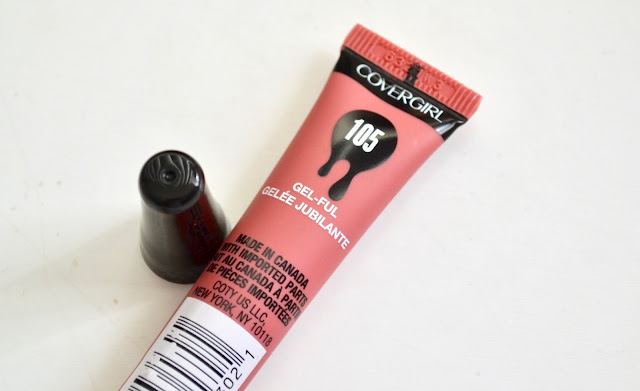 COVERGIRL
105
GEL-FUL
GELÉE JUBILANTE
MADE IN CANADA
WITH IMPORTED PARTS
AU CANADA À PARTIR
DE PIÈCES IMPORTÉES
COTY US LLC,
NEW YORK, NY 10118